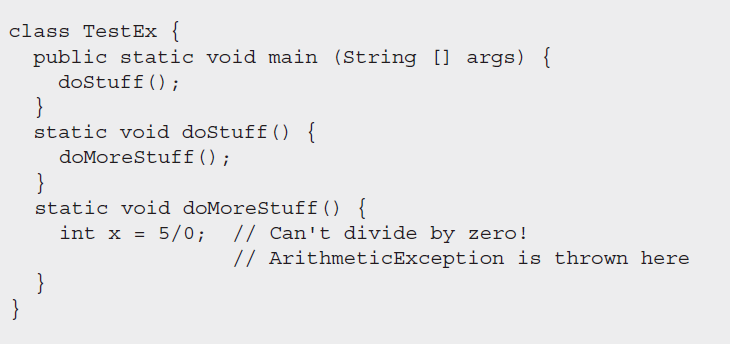 class TestEx {
  public static void main (String [] args) {
    doStuff();
  }
  static void doStuff() {
    doMoreStuff();
  }
  static void doMoreStuff() {
    int x = 5/0;  // Can't divide by zero!
                  // ArithmeticException is thrown here
  }
}